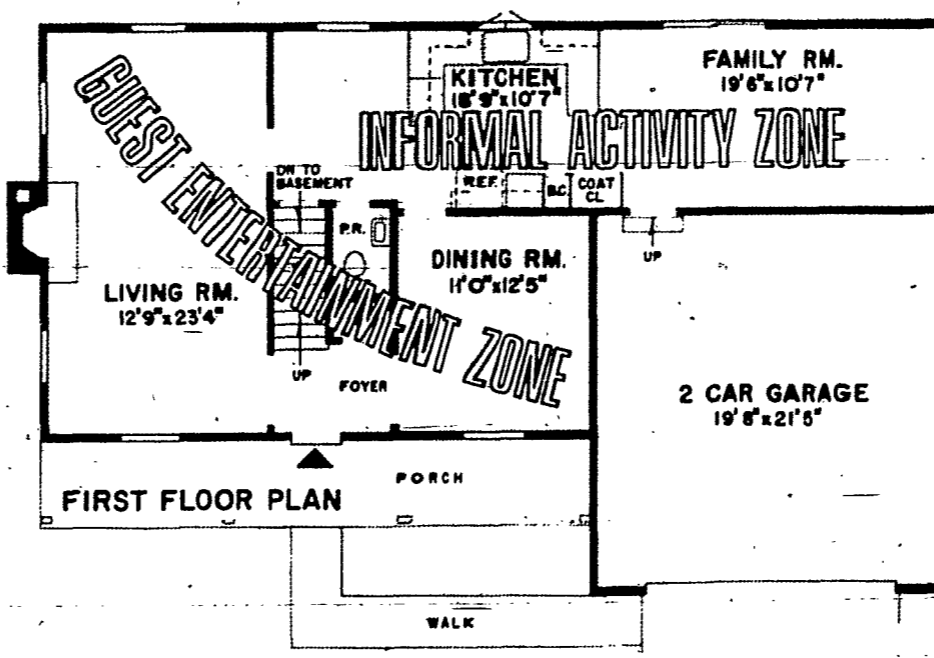 FAMILY RM.
19'6"x10'7"
KITCHEN
18'9"x10'7"
GUEST ENTERTAINMENT ZONE
INFORMAL ACTIVITY ZONE
DN TO
BASEMENT
REF.
B.C.
COAT
CL
P.R.
UP
DINING RM.
11'0"x12'5"
LIVING RM.
12'9"x23'4"
UP
FOYER
2 CAR GARAGE
19'8"x21'5"
PORCH
FIRST FLOOR PLAN
WALK